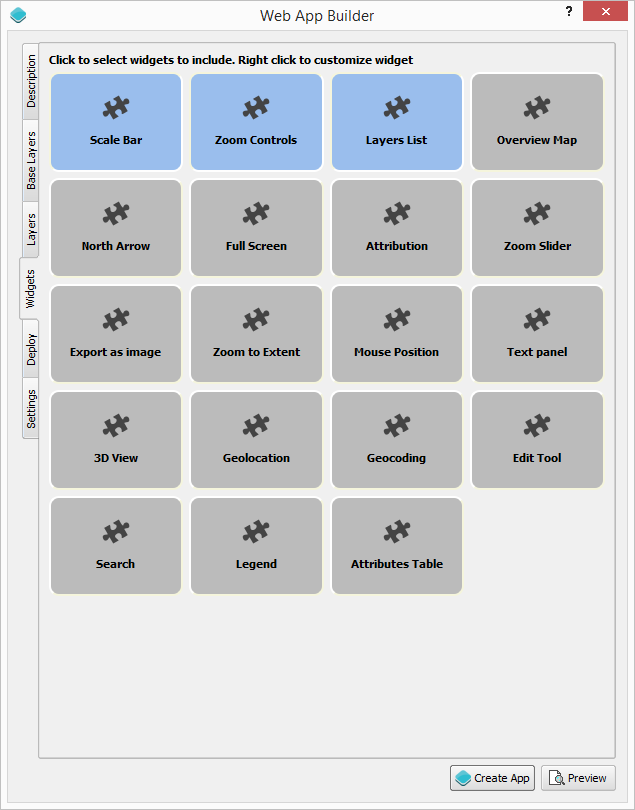 Web App Builder
?
Description
Base Layers
Layers
Widgets
Deploy
Settings
Click to select widgets to include. Right click to customize widget
Scale Bar
Zoom Controls
Layers List
Overview Map
North Arrow
Full Screen
Attribution
Zoom Slider
Export as image
Zoom to Extent
Mouse Position
Text panel
3D View
Geolocation
Geocoding
Edit Tool
Search
Legend
Attributes Table
Create App
Preview